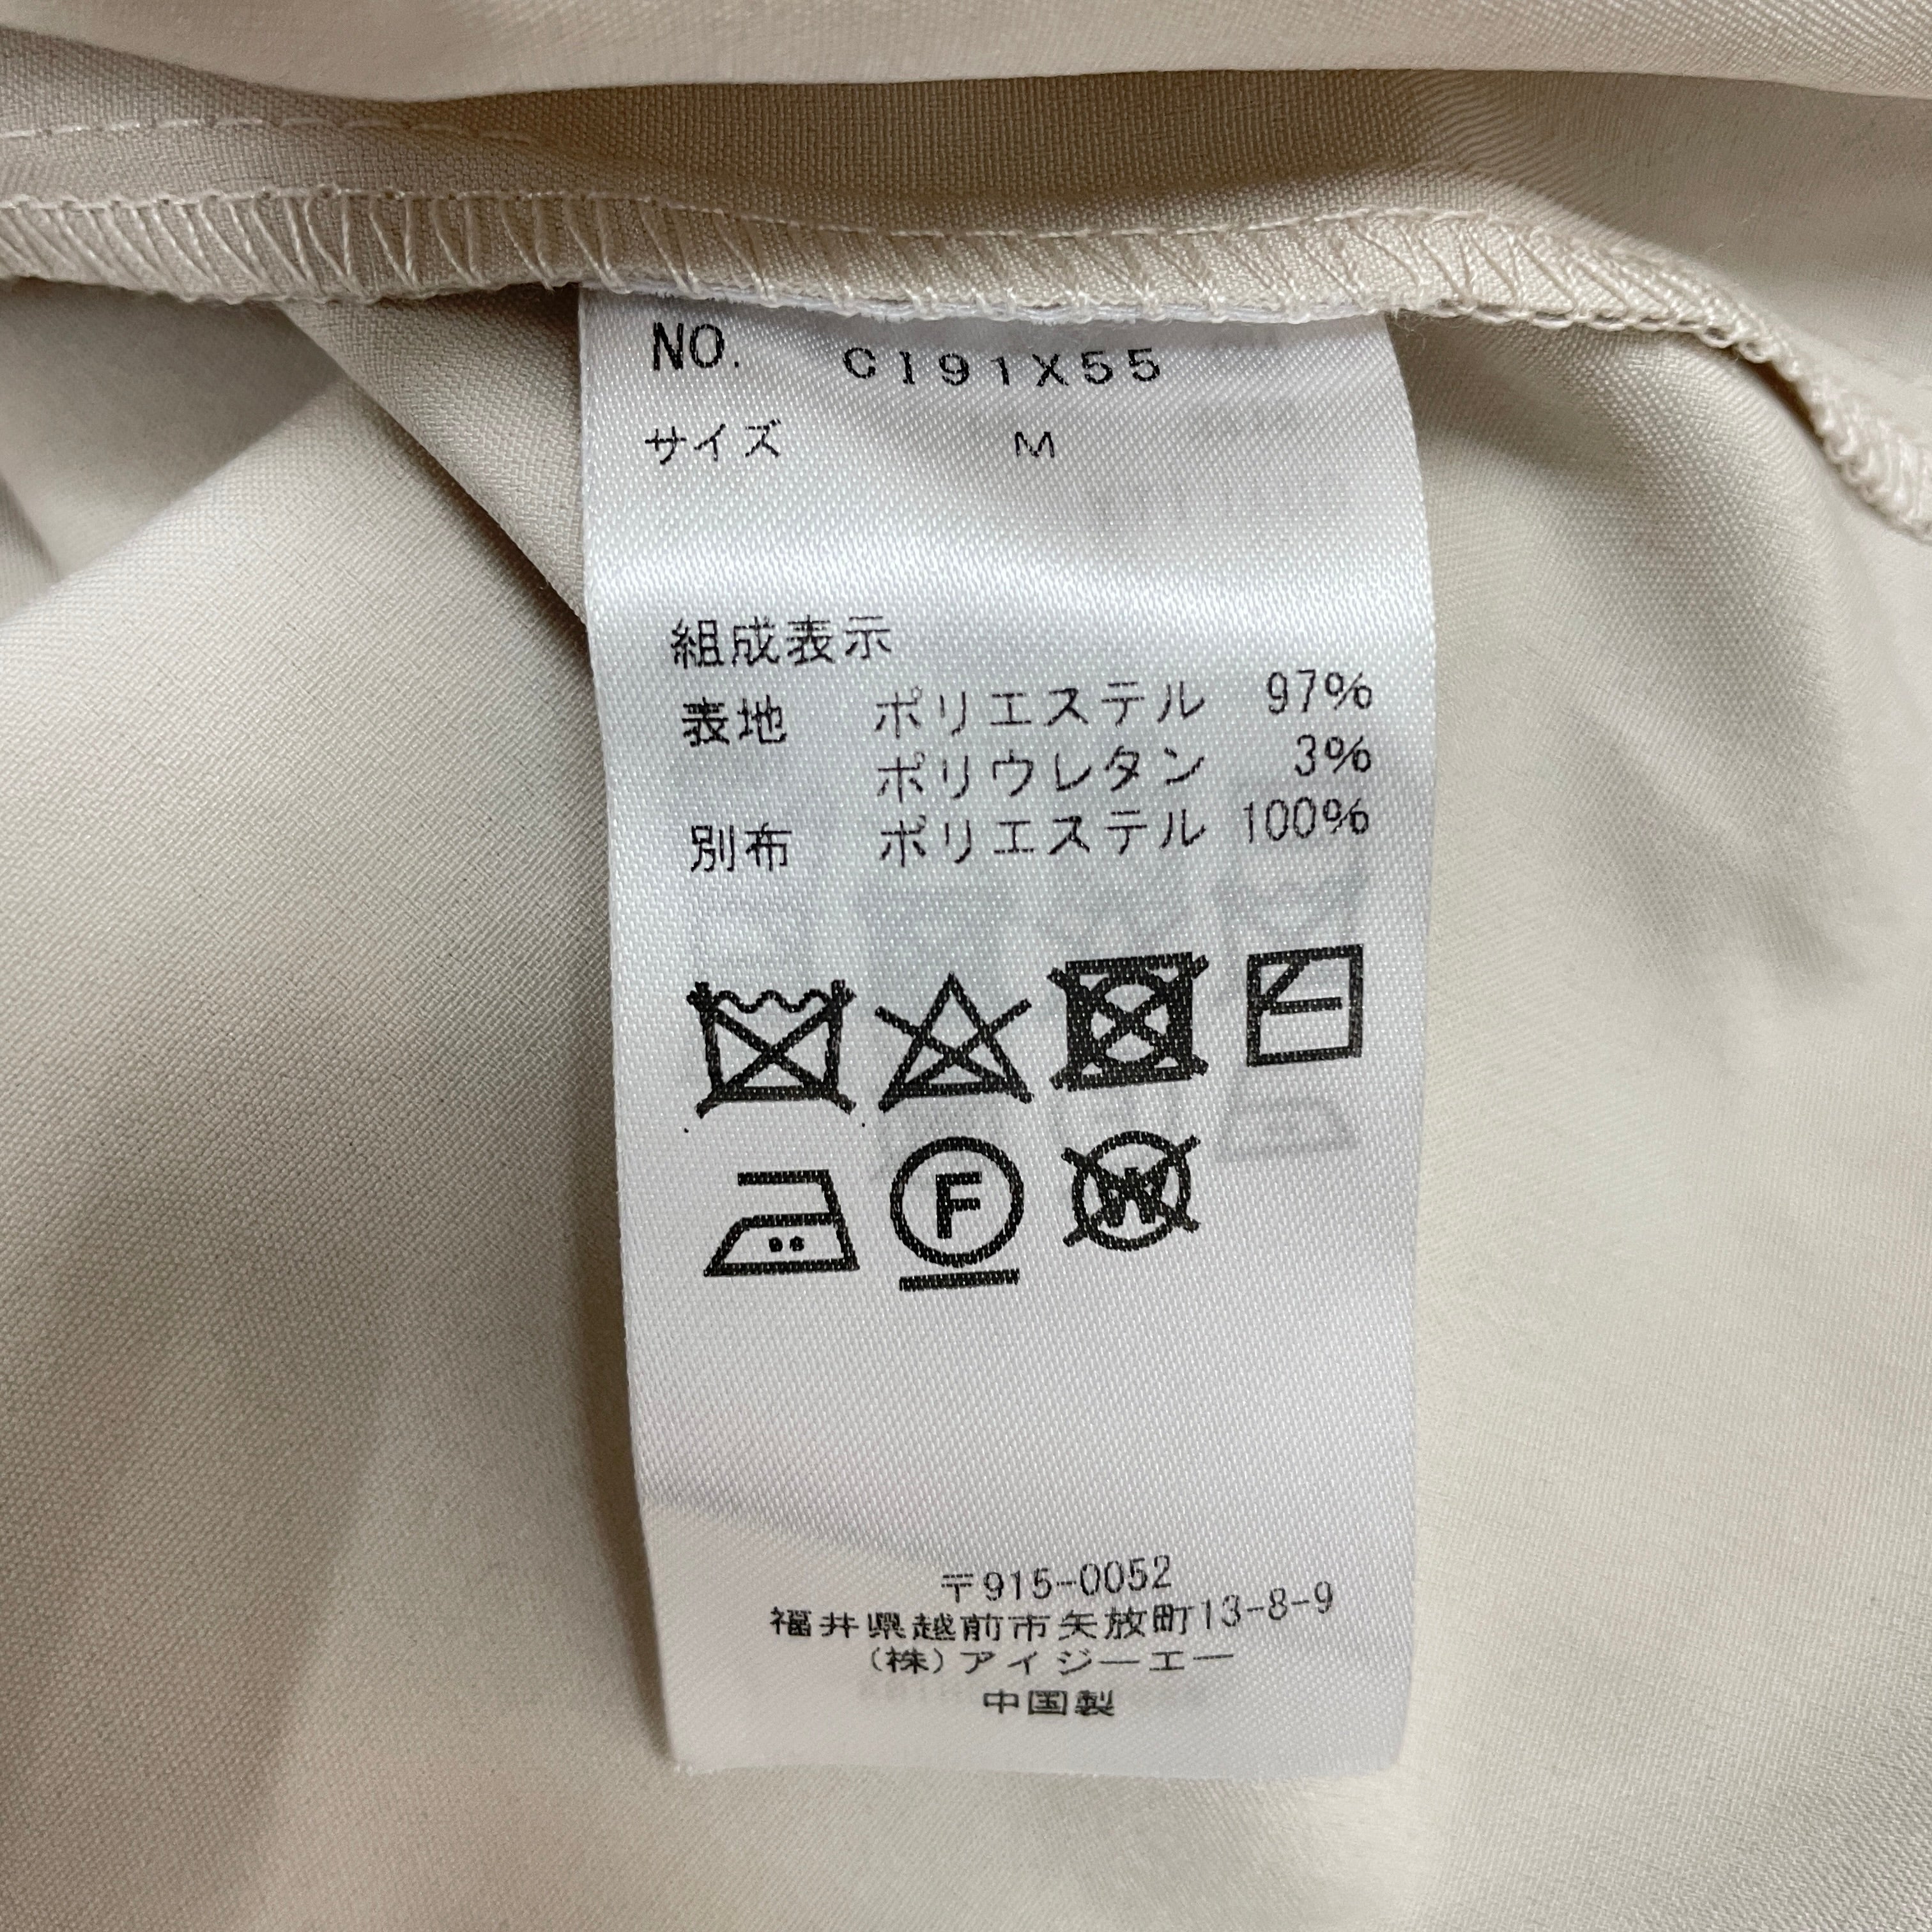 NO. C191X55
サイズ M
組成表示
表地 ポリエステル 97%
ポリウレタン 3%
別布 ポリエステル 100%
F
W
〒915-0052
福井県越前市矢放町13-8-9
(株)アイジーエー
中国製